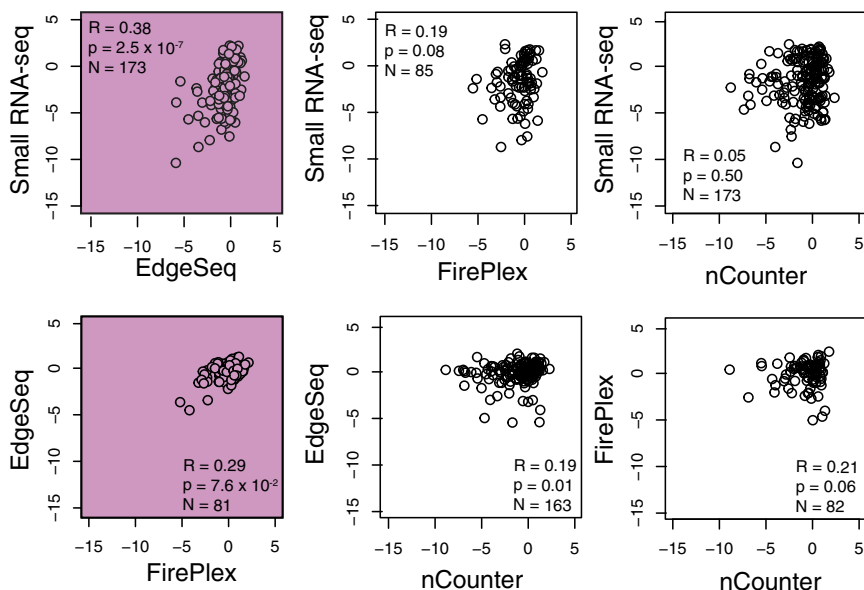 Small RNA-seq
5
0
−5
−10
−15
R = 0.38
p = 2.5 x 10-7
N = 173
−15 −10 −5 0 5
EdgeSeq
Small RNA-seq
5
0
−5
−10
−15
R = 0.19
p = 0.08
N = 85
−15 −10 −5 0 5
FirePlex
Small RNA-seq
5
0
−5
−10
−15
R = 0.05
p = 0.50
N = 173
−15 −10 −5 0 5
nCounter
EdgeSeq
5
0
−5
−10
−15
R = 0.29
p = 7.6 x 10-2
N = 81
−15 −10 −5 0 5
FirePlex
EdgeSeq
5
0
−5
−10
−15
R = 0.19
p = 0.01
N = 163
−15 −10 −5 0 5
nCounter
FirePlex
5
0
−5
−10
−15
R = 0.21
p = 0.06
N = 82
−15 −10 −5 0 5
nCounter